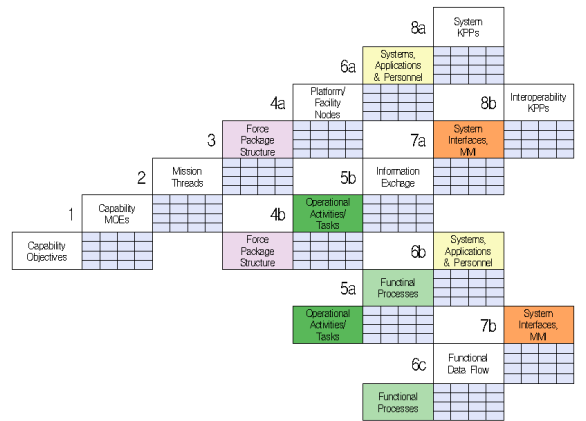 8a
System
KPPs
6a
Systems,
Applications
& Personnel
4a
Platform/
Facility
Nodes
8b
Interoperability
KPPs
3
Force
Package
Structure
7a
System
Interfaces,
MMI
2
Mission
Threads
5b
Information
Exchage
1
Capability
MOEs
4b
Operational
Activities/
Tasks
Capability
Objectives
Force
Package
Structure
6b
Systems,
Applications
& Personnel
5a
Functinal
Processes
Operational
Activities/
Tasks
7b
System
Interfaces,
MMI
6c
Functional
Data Flow
Functional
Processes